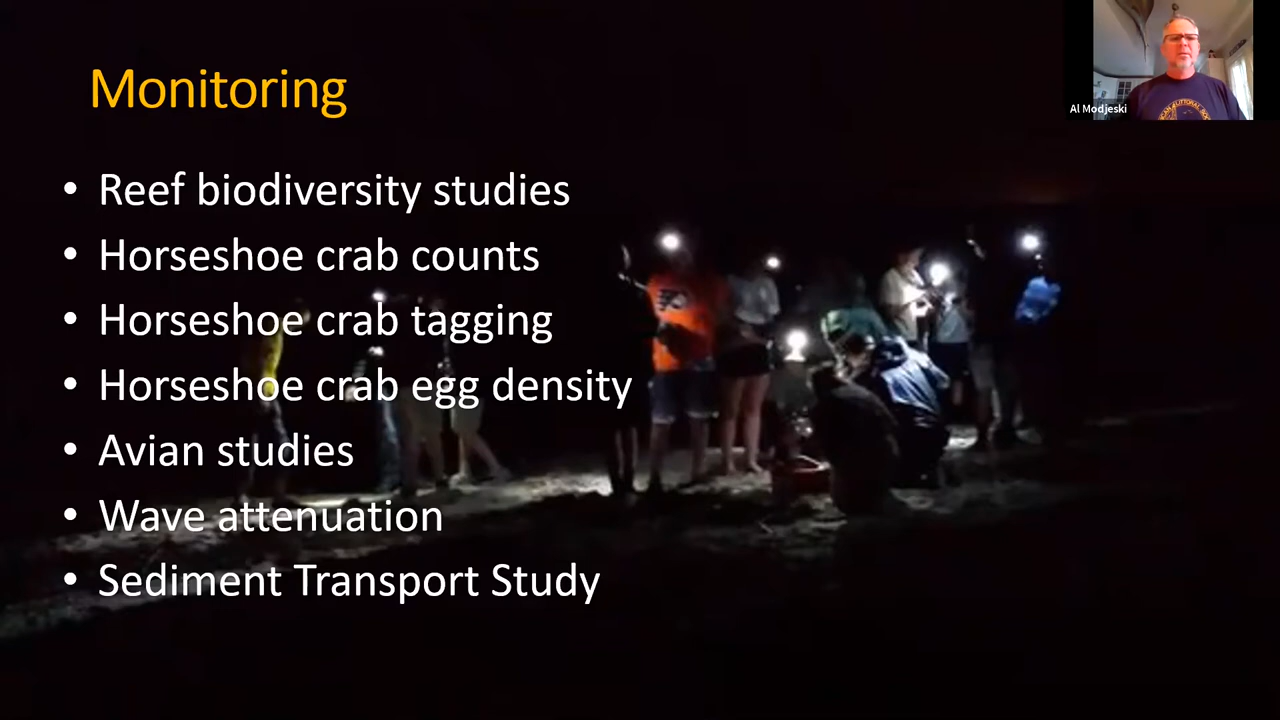 Monitoring
• Reef biodiversity studies
• Horseshoe crab counts
• Horseshoe crab tagging
• Horseshoe crab egg density
• Avian studies
• Wave attenuation
• Sediment Transport Study
Al Modjeski